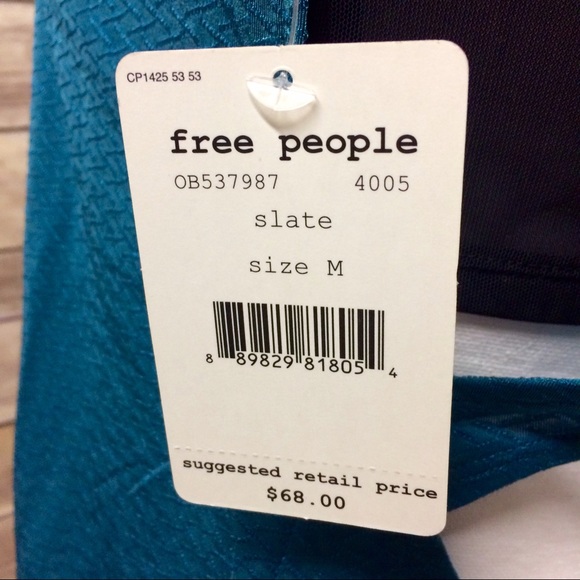 CP1425 53 53
free people
OB537987 4005
slate
size M
8 89829 81805 4
suggested retail price
$68.00